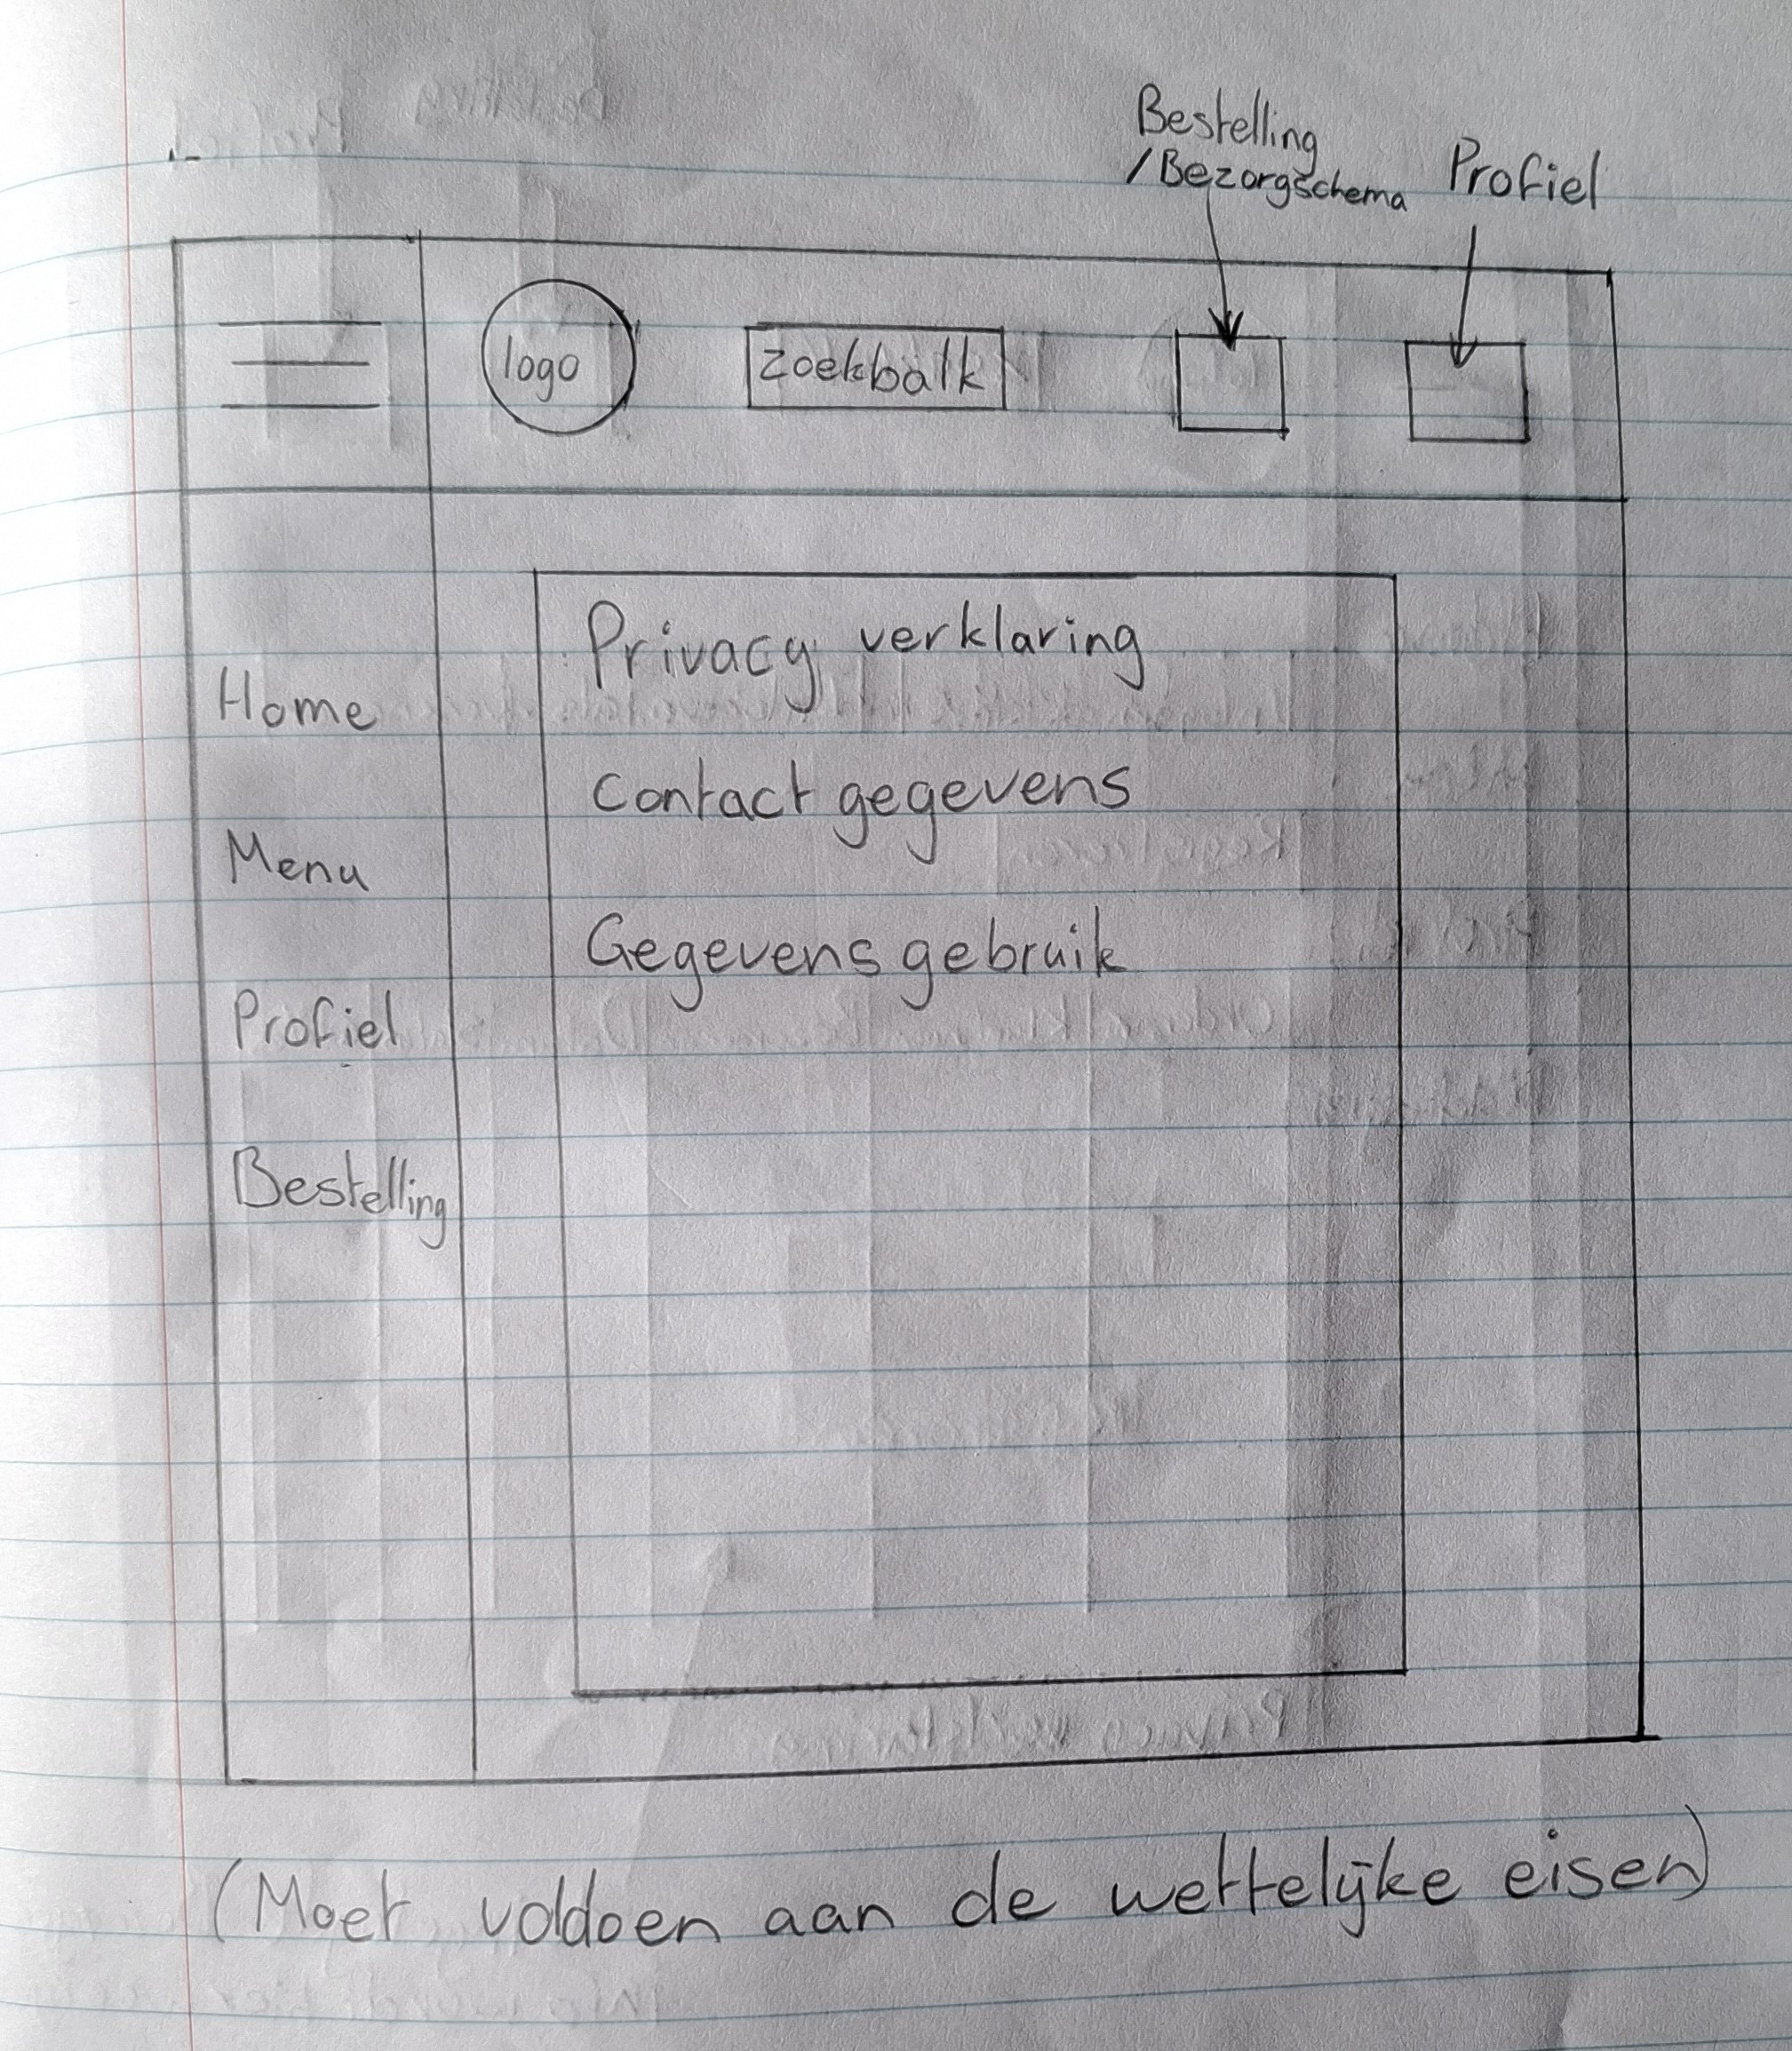 Bestelling
/Bezorgschema
Profiel
logo
zoekbalk
Privacy verklaring
Home
contact gegevens
Menu
Gegevens gebruik
Profiel
Bestelling
(Moet voldoen aan de wettelijke eisen)